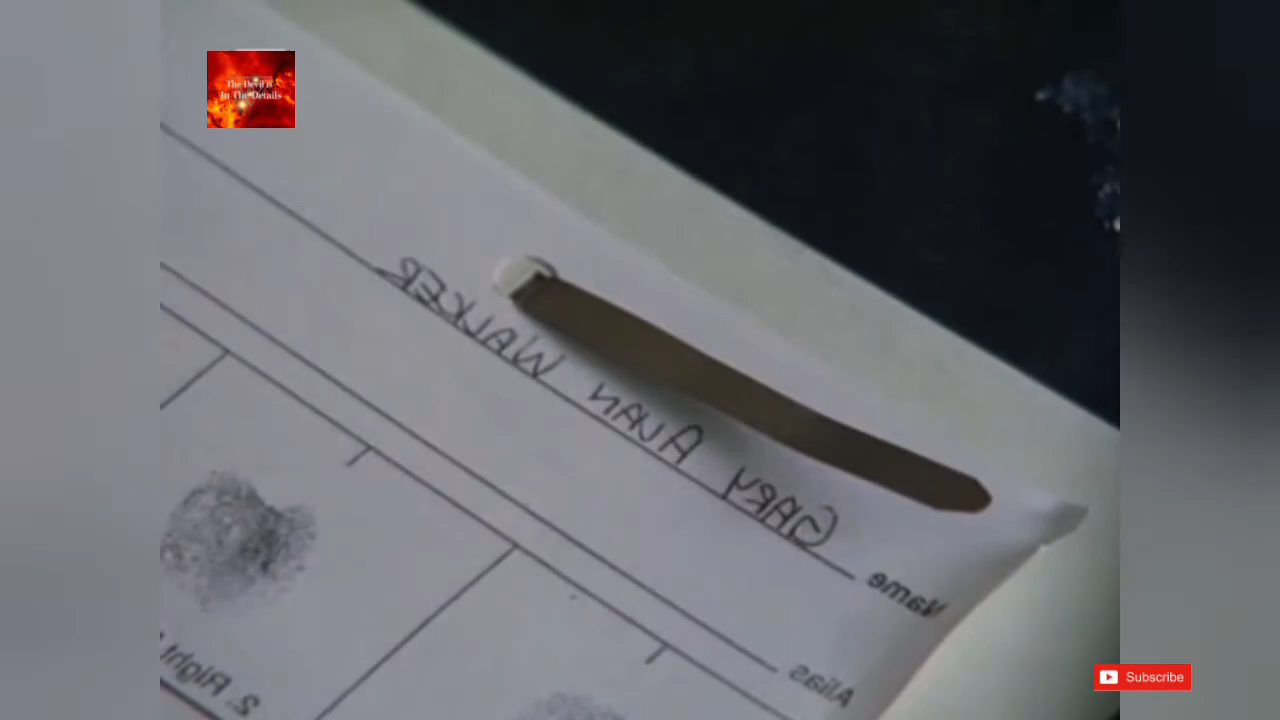 The Devil is
In The Details
GARY ALAN WALKER
Name
Alias
2. Right
Subscribe